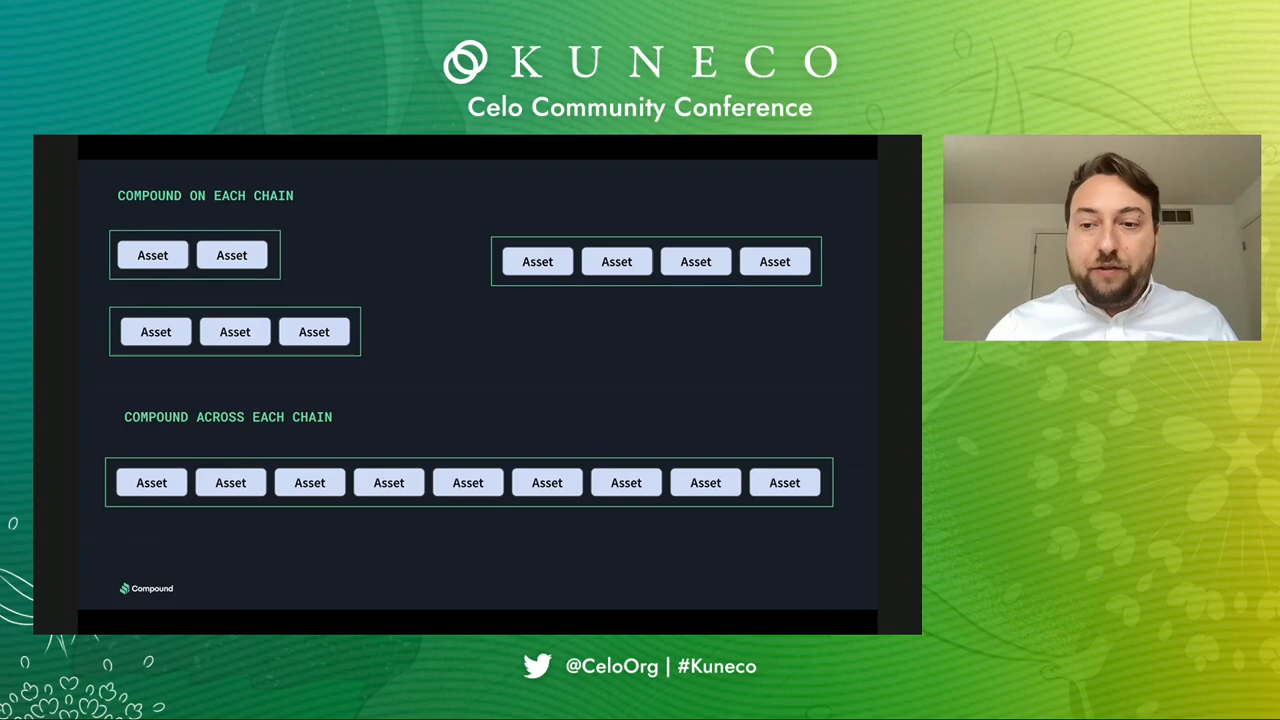 KUNECO
Celo Community Conference
COMPOUND ON EACH CHAIN
Asset Asset
Asset Asset Asset Asset
Asset Asset Asset
COMPOUND ACROSS EACH CHAIN
Asset Asset Asset Asset Asset Asset Asset Asset Asset
Compound
@CeloOrg | #Kuneco